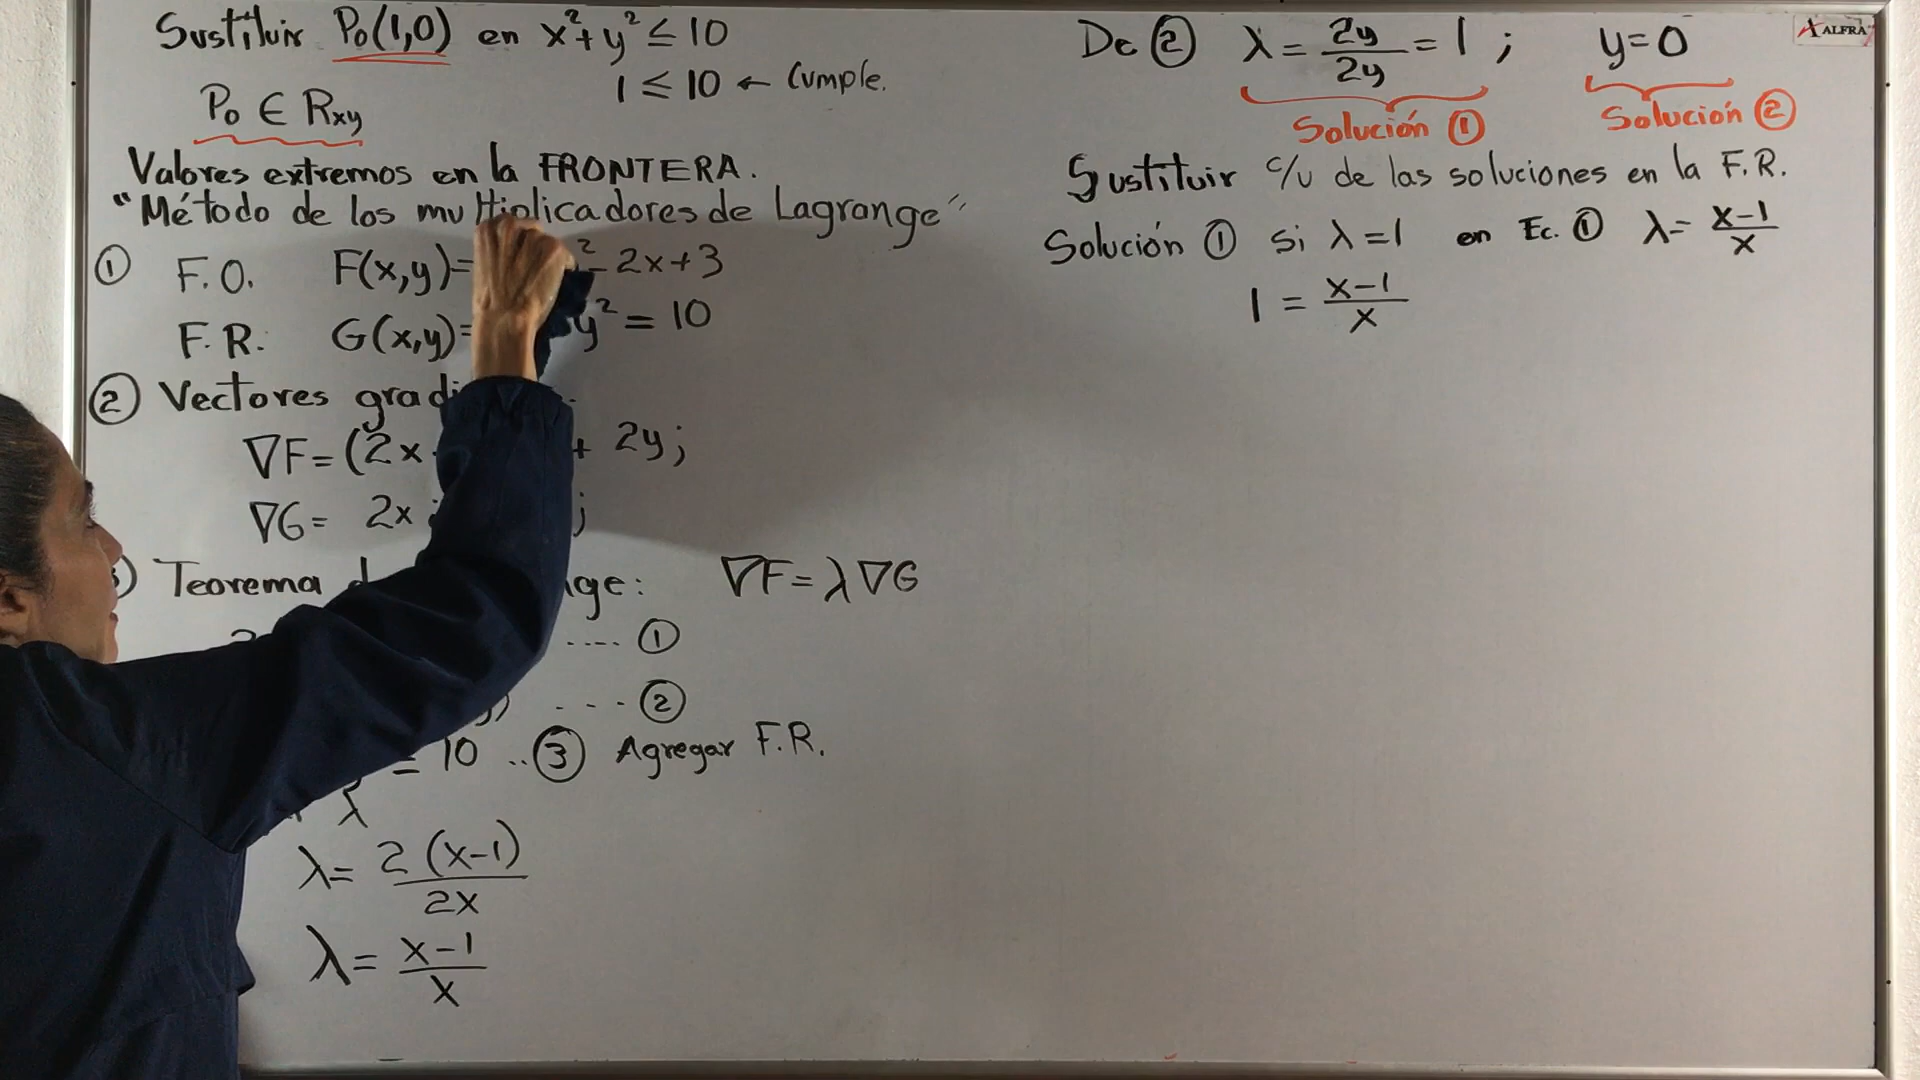 Sustituir P₀(1,0) en x²+y² ≤ 10
1 ≤ 10 ← Cumple.
P₀ ∈ Rxy
Valores extremos en la FRONTERA.
"Método de los multiplicadores de Lagrange"
① F.O. F(x,y)= ²-2x+3
F.R. G(x,y)= y² = 10
② Vectores gradi
∇F=(2x + 2y;
∇G= 2x ;
) Teorema d ge: ∇F=λ∇G
2 .... ①
y) ... ②
= 10 ..③ Agregar F.R.
λ
λ= 2(x-1)/2x
λ= x-1/x
De ② λ= 2y/2y = 1 ; y=0
Solución ① Solución ②
Sustituir c/u de las soluciones en la F.R.
Solución ① Si λ=1 en Ec. ① λ= x-1/x
1 = x-1/x
ALFRA